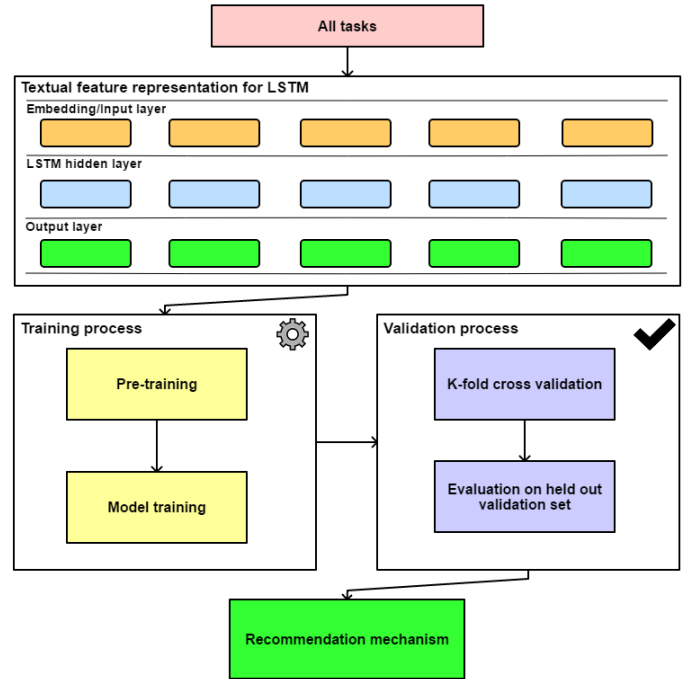 All tasks
Textual feature representation for LSTM
Embedding/Input layer
LSTM hidden layer
Output layer
Training process
Pre-training
Model training
Validation process
K-fold cross validation
Evaluation on held out
validation set
Recommendation mechanism